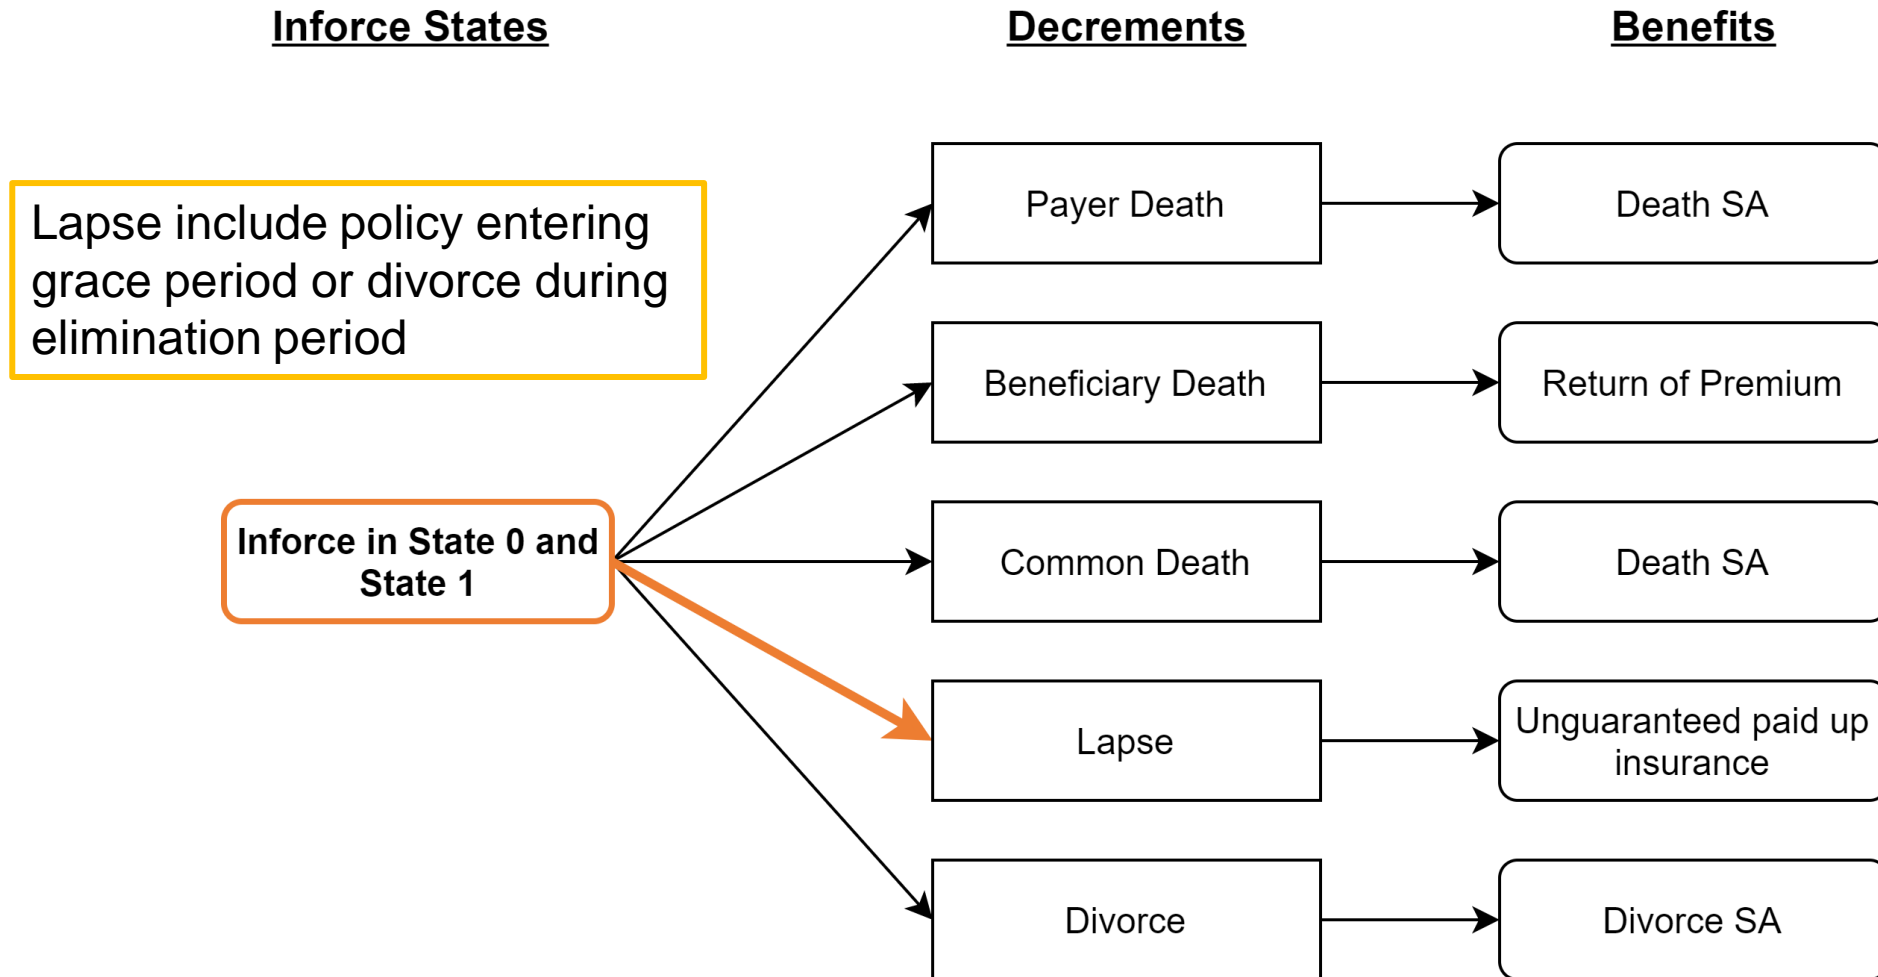 Inforce States
Decrements
Benefits
Lapse include policy entering
grace period or divorce during
elimination period
Payer Death
Death SA
Beneficiary Death
Return of Premium
Inforce in State 0 and
State 1
Common Death
Death SA
Lapse
Unguaranteed paid up
insurance
Divorce
Divorce SA